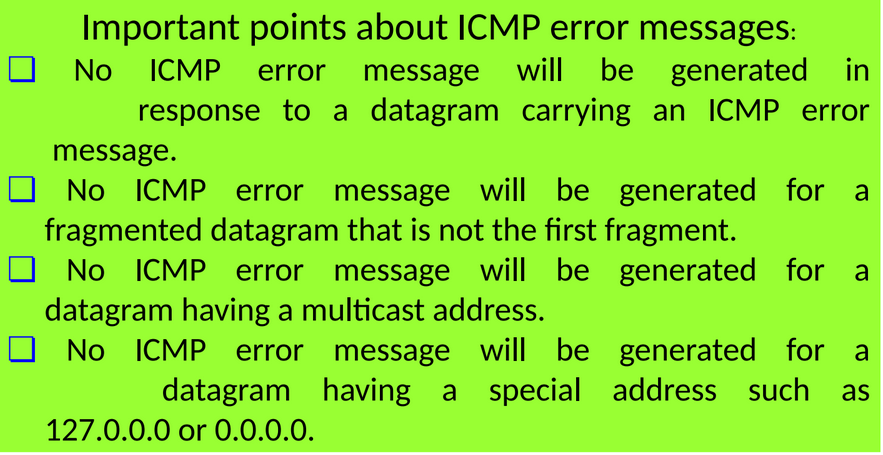 Important points about ICMP error messages:
❏ No ICMP error message will be generated in
response to a datagram carrying an ICMP error
message.
❏ No ICMP error message will be generated for a
fragmented datagram that is not the first fragment.
❏ No ICMP error message will be generated for a
datagram having a multicast address.
❏ No ICMP error message will be generated for a
datagram having a special address such as
127.0.0.0 or 0.0.0.0.